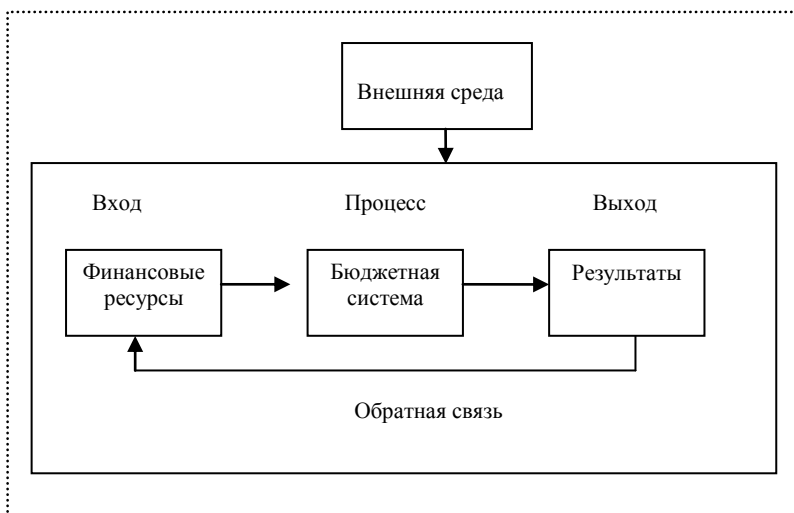 Внешняя среда
Вход
Процесс
Выход
Финансовые
ресурсы
Бюджетная
система
Результаты
Обратная связь